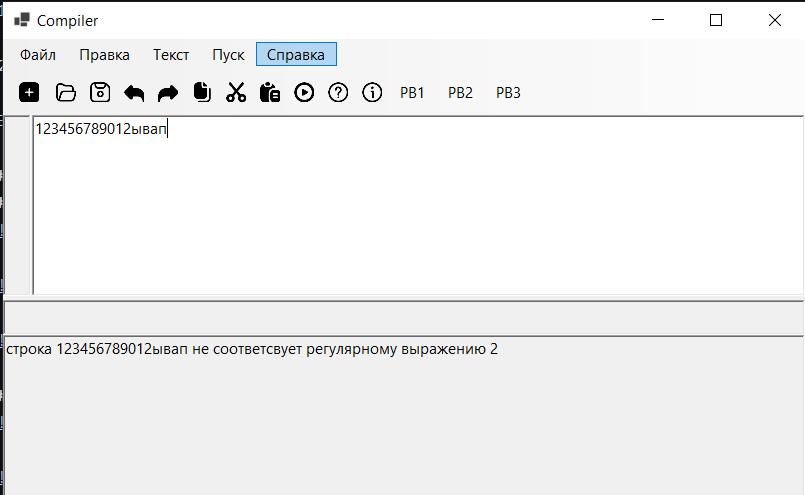 Compiler
Файл Правка Текст Пуск Справка
РВ1 РВ2 РВ3
123456789012ывап
строка 123456789012ывап не соответсвует регулярному выражению 2